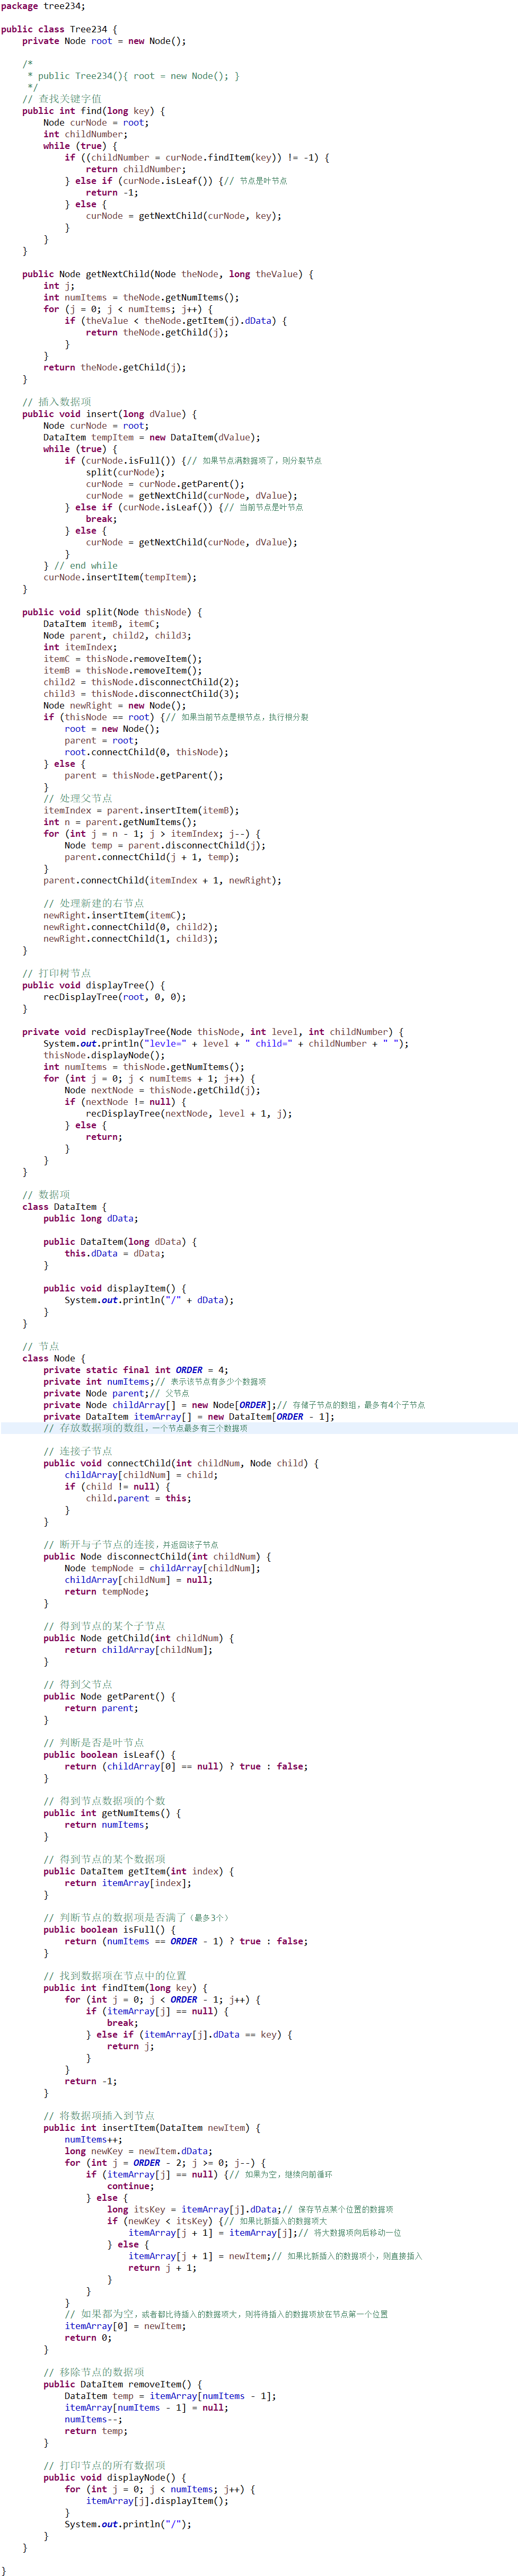 package tree234;

public class Tree234 {
    private Node root = new Node();

    /*
     * public Tree234(){ root = new Node(); }
     */
    // 查找关键字值
    public int find(long key) {
        Node curNode = root;
        int childNumber;
        while (true) {
            if ((childNumber = curNode.findItem(key)) != -1) {
                return childNumber;
            } else if (curNode.isLeaf()) {// 节点是叶节点
                return -1;
            } else {
                curNode = getNextChild(curNode, key);
            }
        }
    }

    public Node getNextChild(Node theNode, long theValue) {
        int j;
        int numItems = theNode.getNumItems();
        for (j = 0; j < numItems; j++) {
            if (theValue < theNode.getItem(j).dData) {
                return theNode.getChild(j);
            }
        }
        return theNode.getChild(j);
    }

    // 插入数据项
    public void insert(long dValue) {
        Node curNode = root;
        DataItem tempItem = new DataItem(dValue);
        while (true) {
            if (curNode.isFull()) {// 如果节点满数据项了，则分裂节点
                split(curNode);
                curNode = curNode.getParent();
                curNode = getNextChild(curNode, dValue);
            } else if (curNode.isLeaf()) {// 当前节点是叶节点
                break;
            } else {
                curNode = getNextChild(curNode, dValue);
            }
        } // end while
        curNode.insertItem(tempItem);
    }

    public void split(Node thisNode) {
        DataItem itemB, itemC;
        Node parent, child2, child3;
        int itemIndex;
        itemC = thisNode.removeItem();
        itemB = thisNode.removeItem();
        child2 = thisNode.disconnectChild(2);
        child3 = thisNode.disconnectChild(3);
        Node newRight = new Node();
        if (thisNode == root) {// 如果当前节点是根节点，执行根分裂
            root = new Node();
            parent = root;
            root.connectChild(0, thisNode);
        } else {
            parent = thisNode.getParent();
        }
        // 处理父节点
        itemIndex = parent.insertItem(itemB);
        int n = parent.getNumItems();
        for (int j = n - 1; j > itemIndex; j--) {
            Node temp = parent.disconnectChild(j);
            parent.connectChild(j + 1, temp);
        }
        parent.connectChild(itemIndex + 1, newRight);

        // 处理新建的右节点
        newRight.insertItem(itemC);
        newRight.connectChild(0, child2);
        newRight.connectChild(1, child3);
    }

    // 打印树节点
    public void displayTree() {
        recDisplayTree(root, 0, 0);
    }

    private void recDisplayTree(Node thisNode, int level, int childNumber) {
        System.out.println("levle=" + level + " child=" + childNumber + " ");
        thisNode.displayNode();
        int numItems = thisNode.getNumItems();
        for (int j = 0; j < numItems + 1; j++) {
            Node nextNode = thisNode.getChild(j);
            if (nextNode != null) {
                recDisplayTree(nextNode, level + 1, j);
            } else {
                return;
            }
        }
    }

    // 数据项
    class DataItem {
        public long dData;

        public DataItem(long dData) {
            this.dData = dData;
        }

        public void displayItem() {
            System.out.println("/" + dData);
        }
    }

    // 节点
    class Node {
        private static final int ORDER = 4;
        private int numItems;// 表示该节点有多少个数据项
        private Node parent;// 父节点
        private Node childArray[] = new Node[ORDER];// 存储子节点的数组，最多有4个子节点
        private DataItem itemArray[] = new DataItem[ORDER - 1];
        // 存放数据项的数组，一个节点最多有三个数据项

        // 连接子节点
        public void connectChild(int childNum, Node child) {
            childArray[childNum] = child;
            if (child != null) {
                child.parent = this;
            }
        }

        // 断开与子节点的连接，并返回该子节点
        public Node disconnectChild(int childNum) {
            Node tempNode = childArray[childNum];
            childArray[childNum] = null;
            return tempNode;
        }

        // 得到节点的某个子节点
        public Node getChild(int childNum) {
            return childArray[childNum];
        }

        // 得到父节点
        public Node getParent() {
            return parent;
        }

        // 判断是否是叶节点
        public boolean isLeaf() {
            return (childArray[0] == null) ? true : false;
        }

        // 得到节点数据项的个数
        public int getNumItems() {
            return numItems;
        }

        // 得到节点的某个数据项
        public DataItem getItem(int index) {
            return itemArray[index];
        }

        // 判断节点的数据项是否满了（最多3个）
        public boolean isFull() {
            return (numItems == ORDER - 1) ? true : false;
        }

        // 找到数据项在节点中的位置
        public int findItem(long key) {
            for (int j = 0; j < ORDER - 1; j++) {
                if (itemArray[j] == null) {
                    break;
                } else if (itemArray[j].dData == key) {
                    return j;
                }
            }
            return -1;
        }

        // 将数据项插入到节点
        public int insertItem(DataItem newItem) {
            numItems++;
            long newKey = newItem.dData;
            for (int j = ORDER - 2; j >= 0; j--) {
                if (itemArray[j] == null) {// 如果为空，继续向前循环
                    continue;
                } else {
                    long itsKey = itemArray[j].dData;// 保存节点某个位置的数据项
                    if (newKey < itsKey) {// 如果比新插入的数据项大
                        itemArray[j + 1] = itemArray[j];// 将大数据项向后移动一位
                    } else {
                        itemArray[j + 1] = newItem;// 如果比新插入的数据项小，则直接插入
                        return j + 1;
                    }
                }
            }
            // 如果都为空，或者都比待插入的数据项大，则将待插入的数据项放在节点第一个位置
            itemArray[0] = newItem;
            return 0;
        }

        // 移除节点的数据项
        public DataItem removeItem() {
            DataItem temp = itemArray[numItems - 1];
            itemArray[numItems - 1] = null;
            numItems--;
            return temp;
        }

        // 打印节点的所有数据项
        public void displayNode() {
            for (int j = 0; j < numItems; j++) {
                itemArray[j].displayItem();
            }
            System.out.println("/");
        }
    }

}